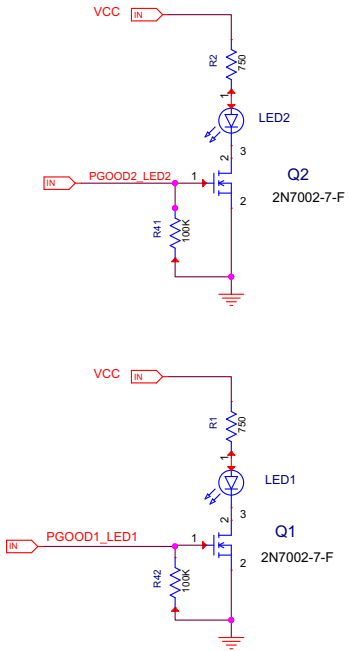 VCC
IN
R2
750
1
LED2
2
3
IN
PGOOD2_LED2
1
Q2
2
2N7002-7-F
R41
100K
VCC
IN
R1
750
1
LED1
2
3
IN
PGOOD1_LED1
1
Q1
2
2N7002-7-F
R42
100K